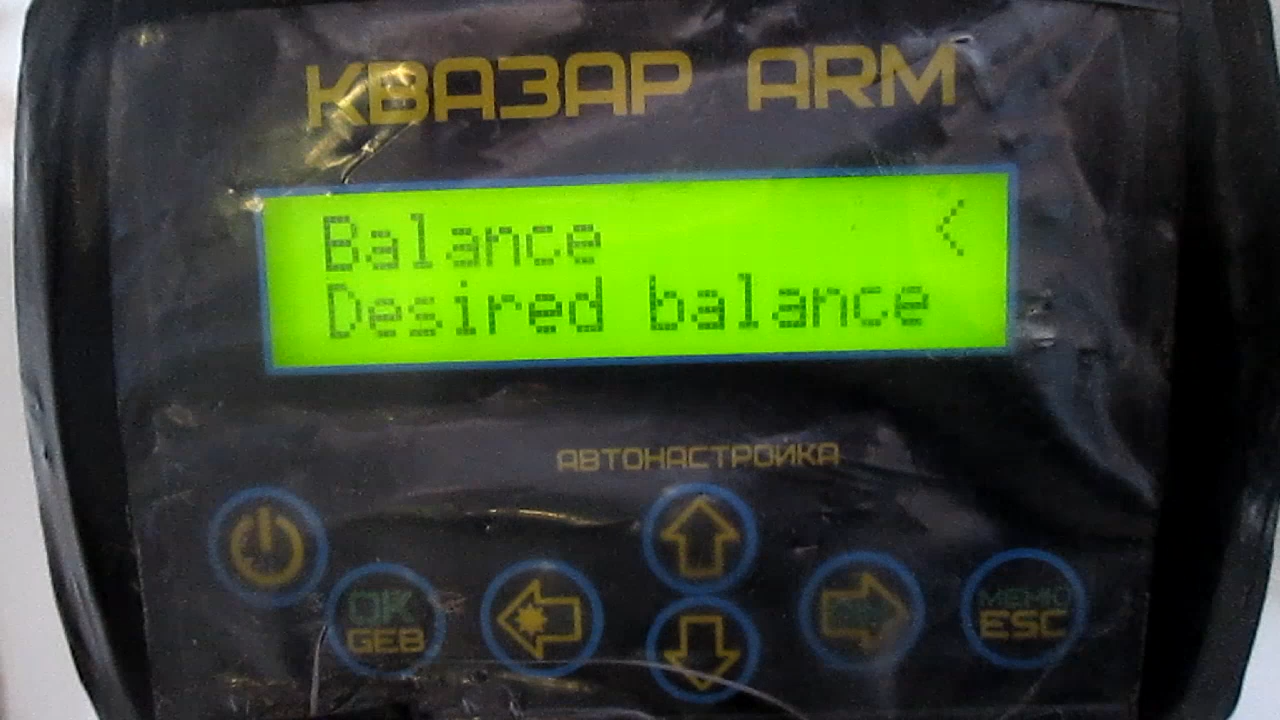 КВАЗАР ARM
Balance <
Desired balance
АВТОНАСТРОЙКА
OK
GEB
МЕНЮ
ESC